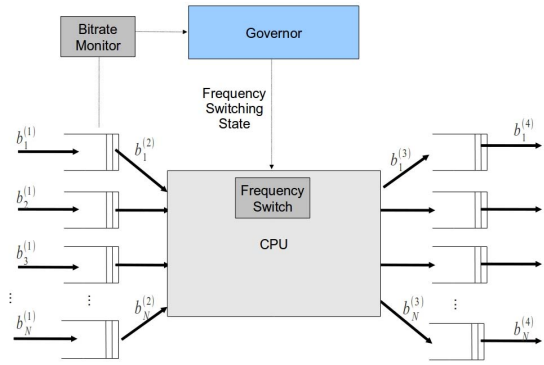 Bitrate
Monitor
Governor
Frequency
Switching
State
b_1^{(1)}
b_1^{(2)}
b_1^{(3)}
b_1^{(4)}
Frequency
Switch
b_2^{(1)}
CPU
b_3^{(1)}
⋮
⋮
⋮
b_N^{(1)}
b_N^{(2)}
b_N^{(3)}
b_N^{(4)}